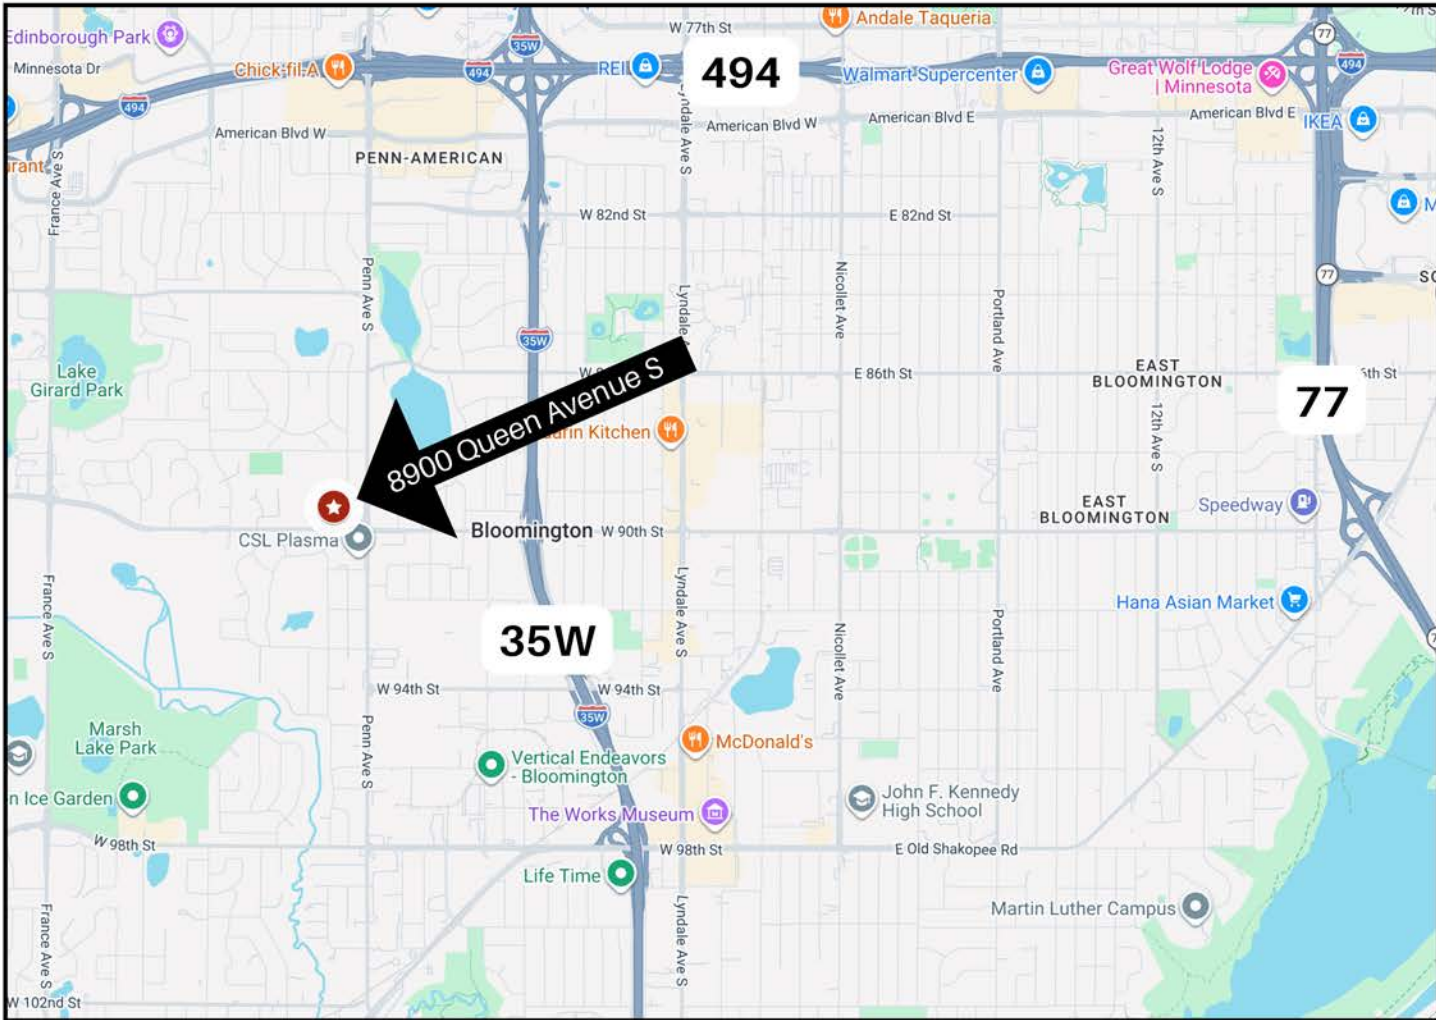 W 77th St
Andale Taqueria
77
Edinborough Park
35W
Minnesota Dr
Chick-fil-A
494
REI
494
Walmart Supercenter
Great Wolf Lodge
| Minnesota
494
494
American Blvd W
American Blvd W
American Blvd E
American Blvd E
IKEA
PENN-AMERICAN
Lyndale Ave S
12th Ave S
France Ave S
W 82nd St
E 82nd St
Penn Ave S
Nicollet Ave
Portland Ave
77
35W
Lake
Girard Park
8900 Queen Avenue S
E 86th St
EAST
BLOOMINGTON
77
12th Ave S
Kitchen
EAST
BLOOMINGTON
Speedway
CSL Plasma
Bloomington
W 90th St
France Ave S
Lyndale Ave S
Hana Asian Market
35W
Nicollet Ave
Portland Ave
W 94th St
W 94th St
35W
Marsh
Lake Park
Penn Ave S
McDonald's
Vertical Endeavors
- Bloomington
Ice Garden
The Works Museum
John F. Kennedy
High School
W 98th St
W 98th St
E Old Shakopee Rd
Life Time
Martin Luther Campus
France Ave S
Lyndale Ave S
W 102nd St